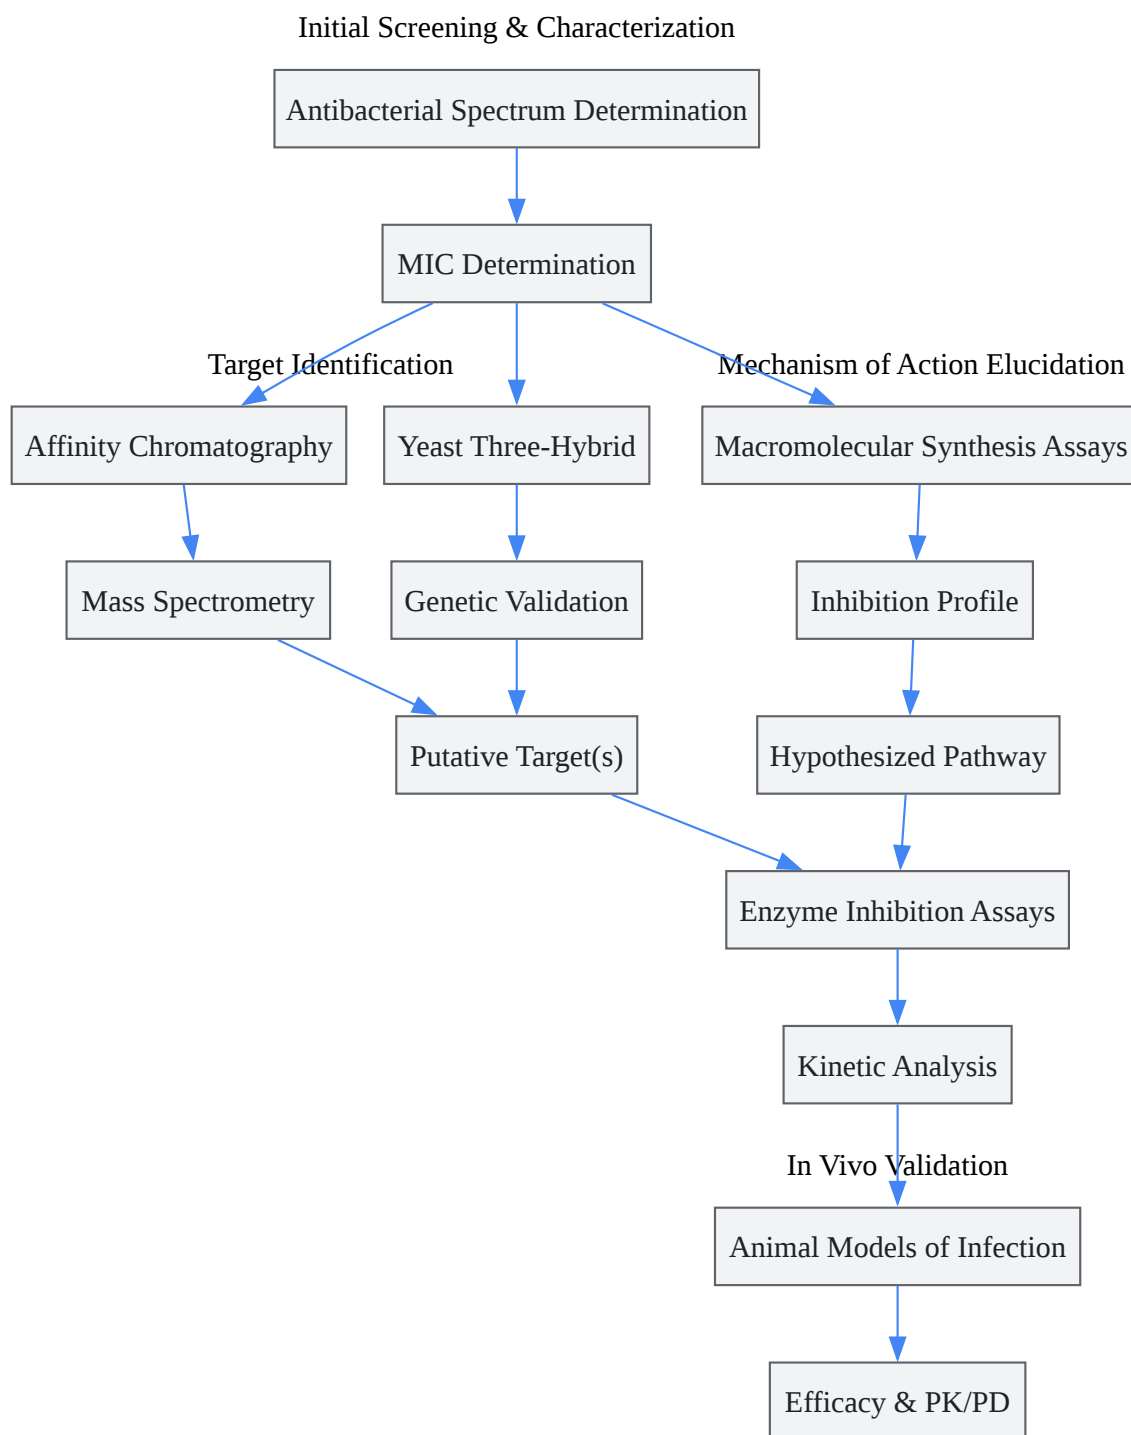 Initial Screening & Characterization
Antibacterial Spectrum Determination
MIC Determination
Target Identification
Mechanism of Action Elucidation
Affinity Chromatography
Yeast Three-Hybrid
Macromolecular Synthesis Assays
Mass Spectrometry
Genetic Validation
Inhibition Profile
Putative Target(s)
Hypothesized Pathway
Enzyme Inhibition Assays
Kinetic Analysis
In Vivo Validation
Animal Models of Infection
Efficacy & PK/PD